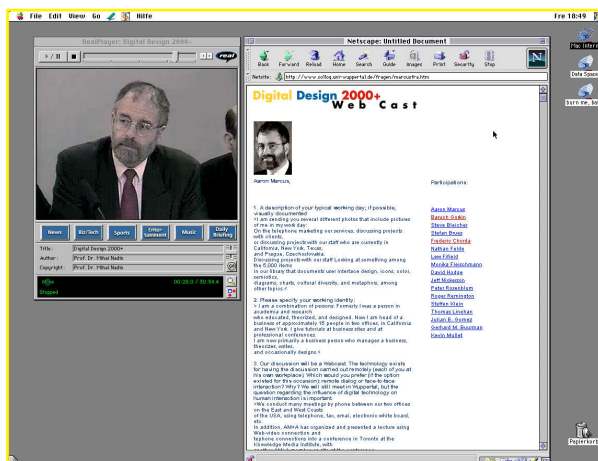 File Edit View Go Hilfe
Fre 18:49
RealPlayer: Digital Design 2000+
real
News
Biz/Tech
Sports
Enter-
tainment
Music
Daily
Briefing
Title: Digital Design 2000+
Author: Prof. Dr. Mihai Nadin
Copyright: Prof. Dr. Mihai Nadin
Stopped
Netscape: Untitled Document
Back Forward Reload Home Search Guide Images Print Security Stop
N
Netsite: http://www.colloq.uni-wuppertal.de/fragen/marcusfra.htm
Digital Design 2000+
Web Cast
Aaron Marcus,
Participations:
1. A description of your typical working day; if possible,
visually documented
>I am sending you several different photos that include pictures
of me in my work day:
On the telephone marketing our services, discussing projects
with clients,
or discussing projects with our staff who are currently in
California, New York, Texas,
and Prague, Czechoslovakia.
Discussing projects with our staff Looking at something among
the 5,000 items
in our library that documents user interface design, icons, color,
semiotics,
diagrams, charts, cultural diversity, and metaphors, among
other topics.<
2. Please specify your working identity:
> I am a combination of persons: Formerly I was a person in
academia and research
who educated, theorized, and designed. Now I am head of a
business of approximately 15 people in two offices, in California
and New York. I give tutorials at business sites and at
professional conferences.
I am now primarily a business person who manages a business,
theorizes, writes,
and occasionally designs.<
3. Our discussion will be a Webcast. The technology exists
for having the discussion carried out remotely (each of you at
his own workplace). Which would you prefer (if the option
existed for this occasion): remote dialog or face-to-face
interaction? Why? We will still meet in Wuppertal, but the
question regarding the influence of digital technology on
human interaction is important.
>We conduct many meetings by phone between our two offices
on the East and West Coasts
of the USA, using telephone, fax, email, electronic white board,
etc.
In addition, AM+A has organized and presented a lecture using
Web-video connection and
telphone connections into a conference in Toronto at the
Knowledge Media Institute, with
Aaron Marcus
Baruch Gorkin
Steve Bleicher
Stefan Boues
Frederic Chorda
Nathan Felde
Lee Fifield
Monika Fleischmann
David Hodge
Jeff Nickerson
Peter Rosenblum
Roger Remington
Steffen Klein
Thomas Linehan
Julian E. Gomez
Gerhard M. Buurman
Kevin Mullet
Data Space
Papierkorb